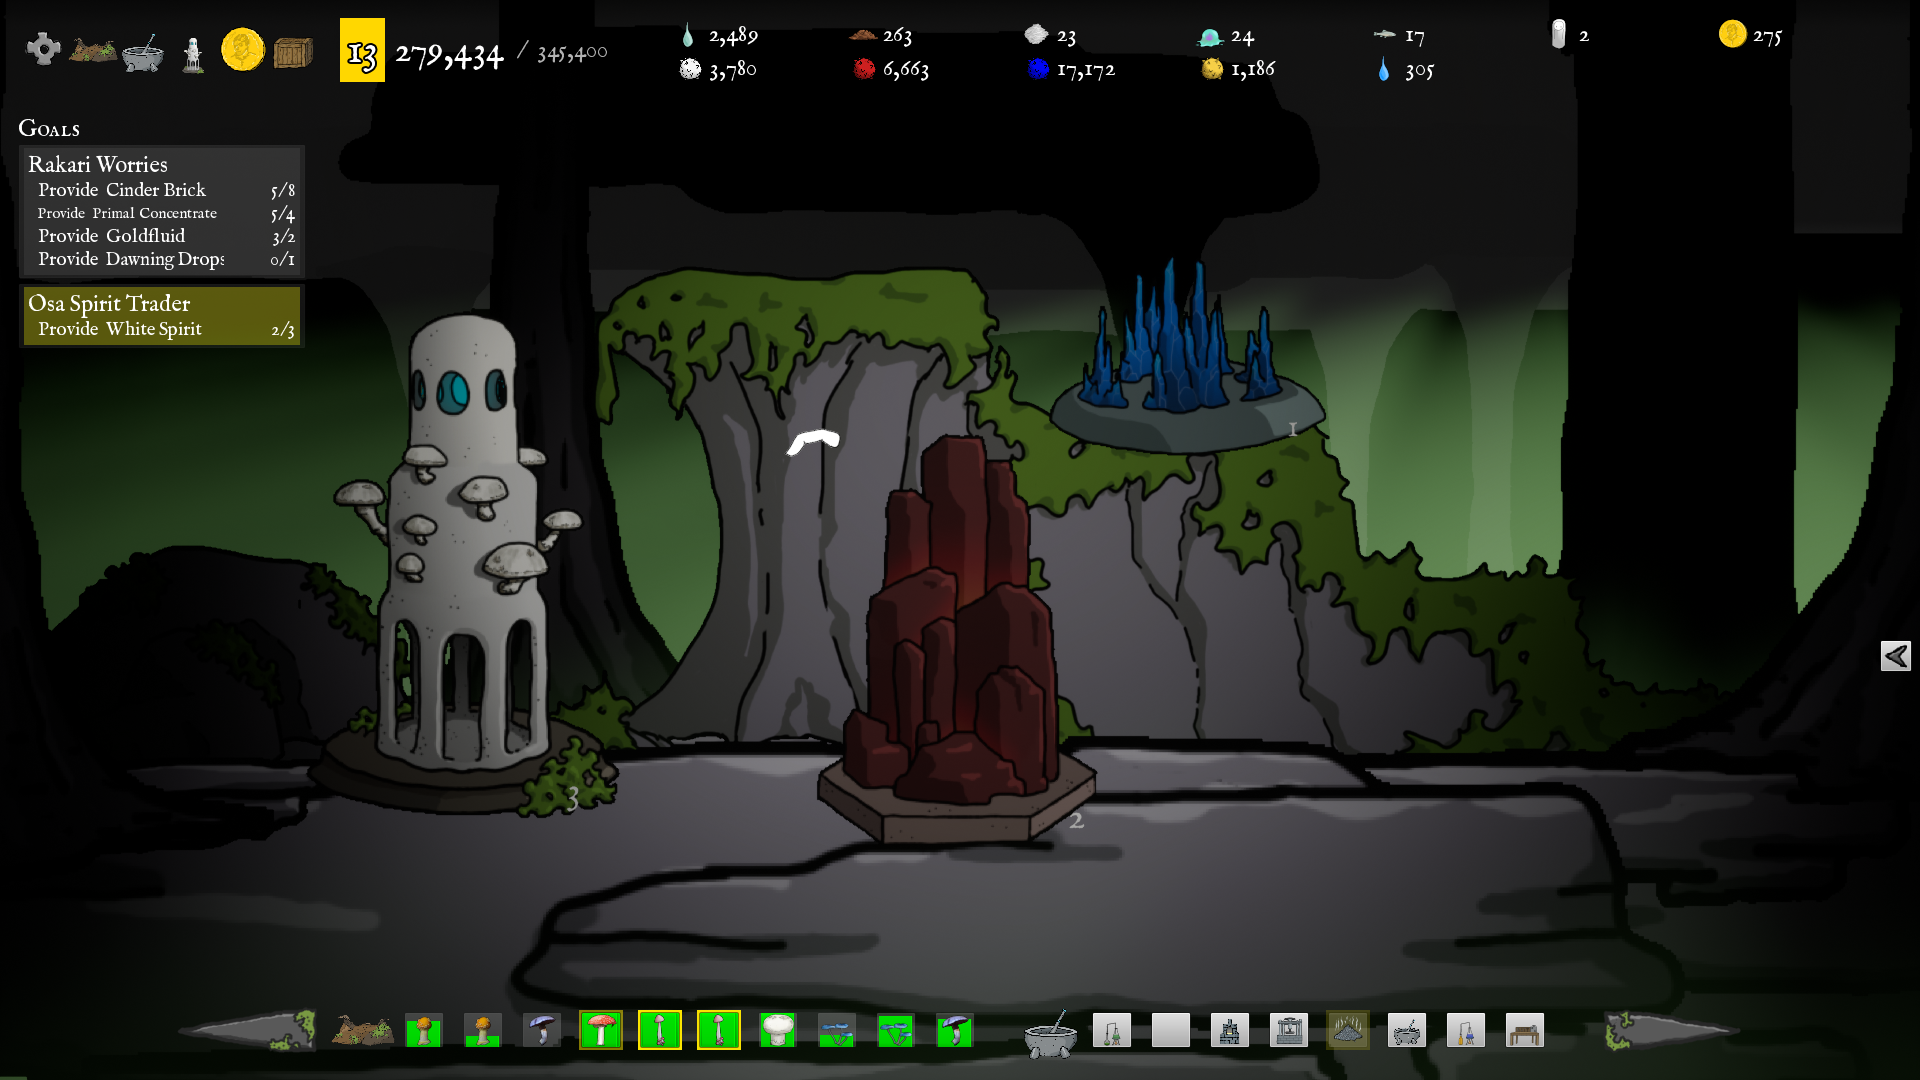 13 279,434 / 345,400
2,489 263 23 24 17 2 275
3,780 6,663 17,172 1,186 305
Goals
Rakari Worries
Provide Cinder Brick 5/8
Provide Primal Concentrate 5/4
Provide Goldfluid 3/2
Provide Dawning Drops 0/1
Osa Spirit Trader
Provide White Spirit 2/3
1
3
2